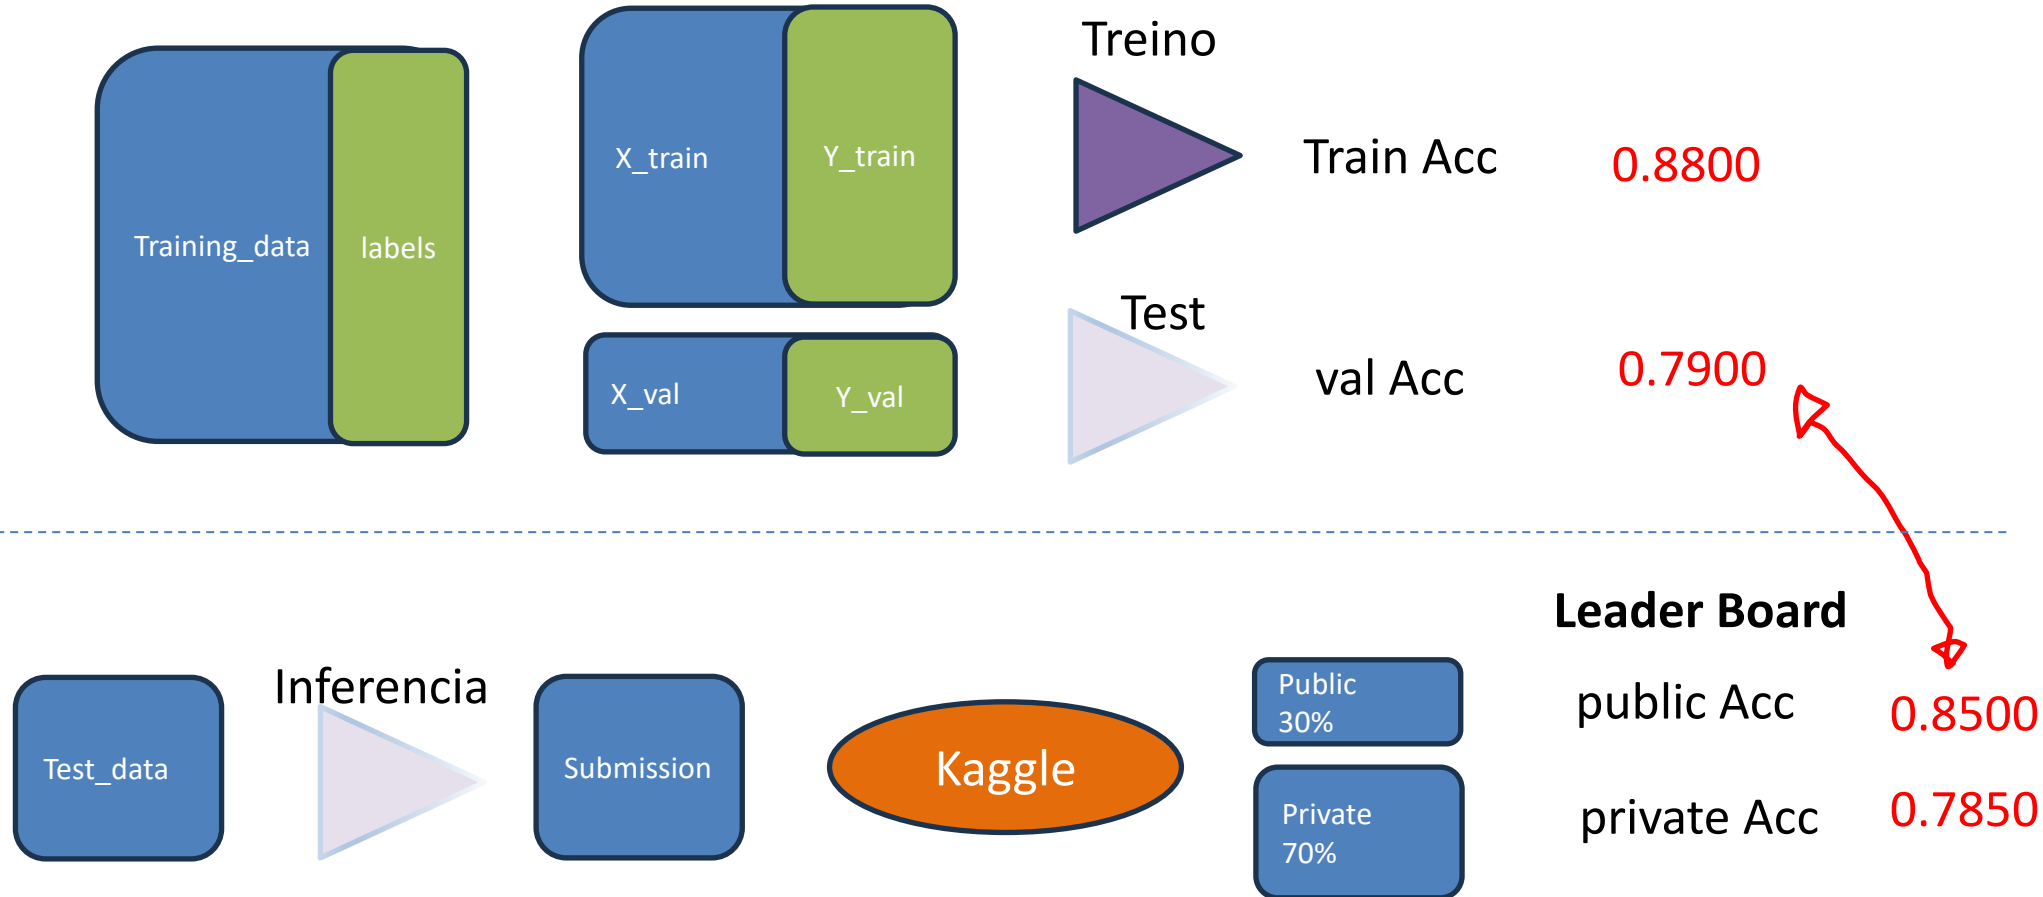 Training_data
labels
X_train
Y_train
X_val
Y_val
Treino
Train Acc
0.8800
Test
val Acc
0.7900
Test_data
Inferencia
Submission
Kaggle
Public
30%
Private
70%
Leader Board
public Acc
0.8500
private Acc
0.7850